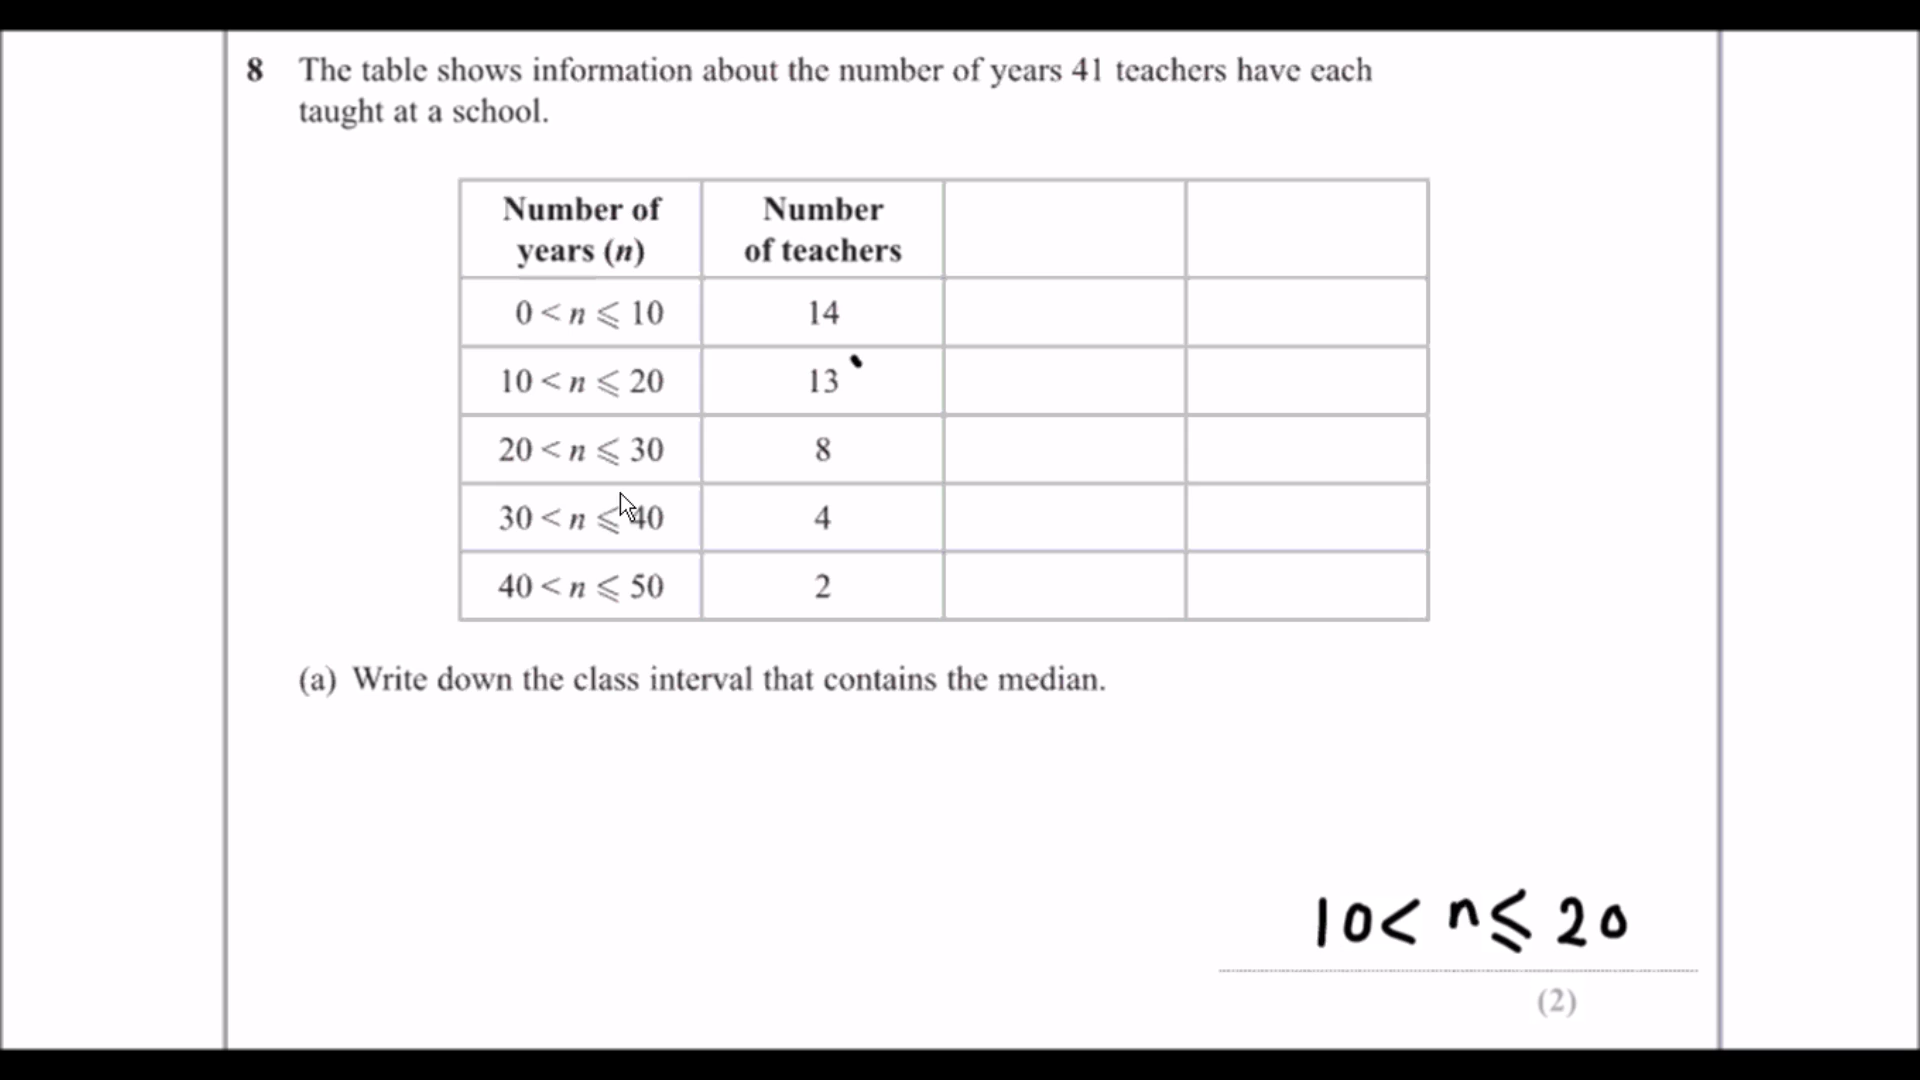 8 The table shows information about the number of years 41 teachers have each
taught at a school.
Number of years (n) Number of teachers
0 < n ⩽ 10 14
10 < n ⩽ 20 13
20 < n ⩽ 30 8
30 < n ⩽ 40 4
40 < n ⩽ 50 2
(a) Write down the class interval that contains the median.
10 < n ⩽ 20
(2)